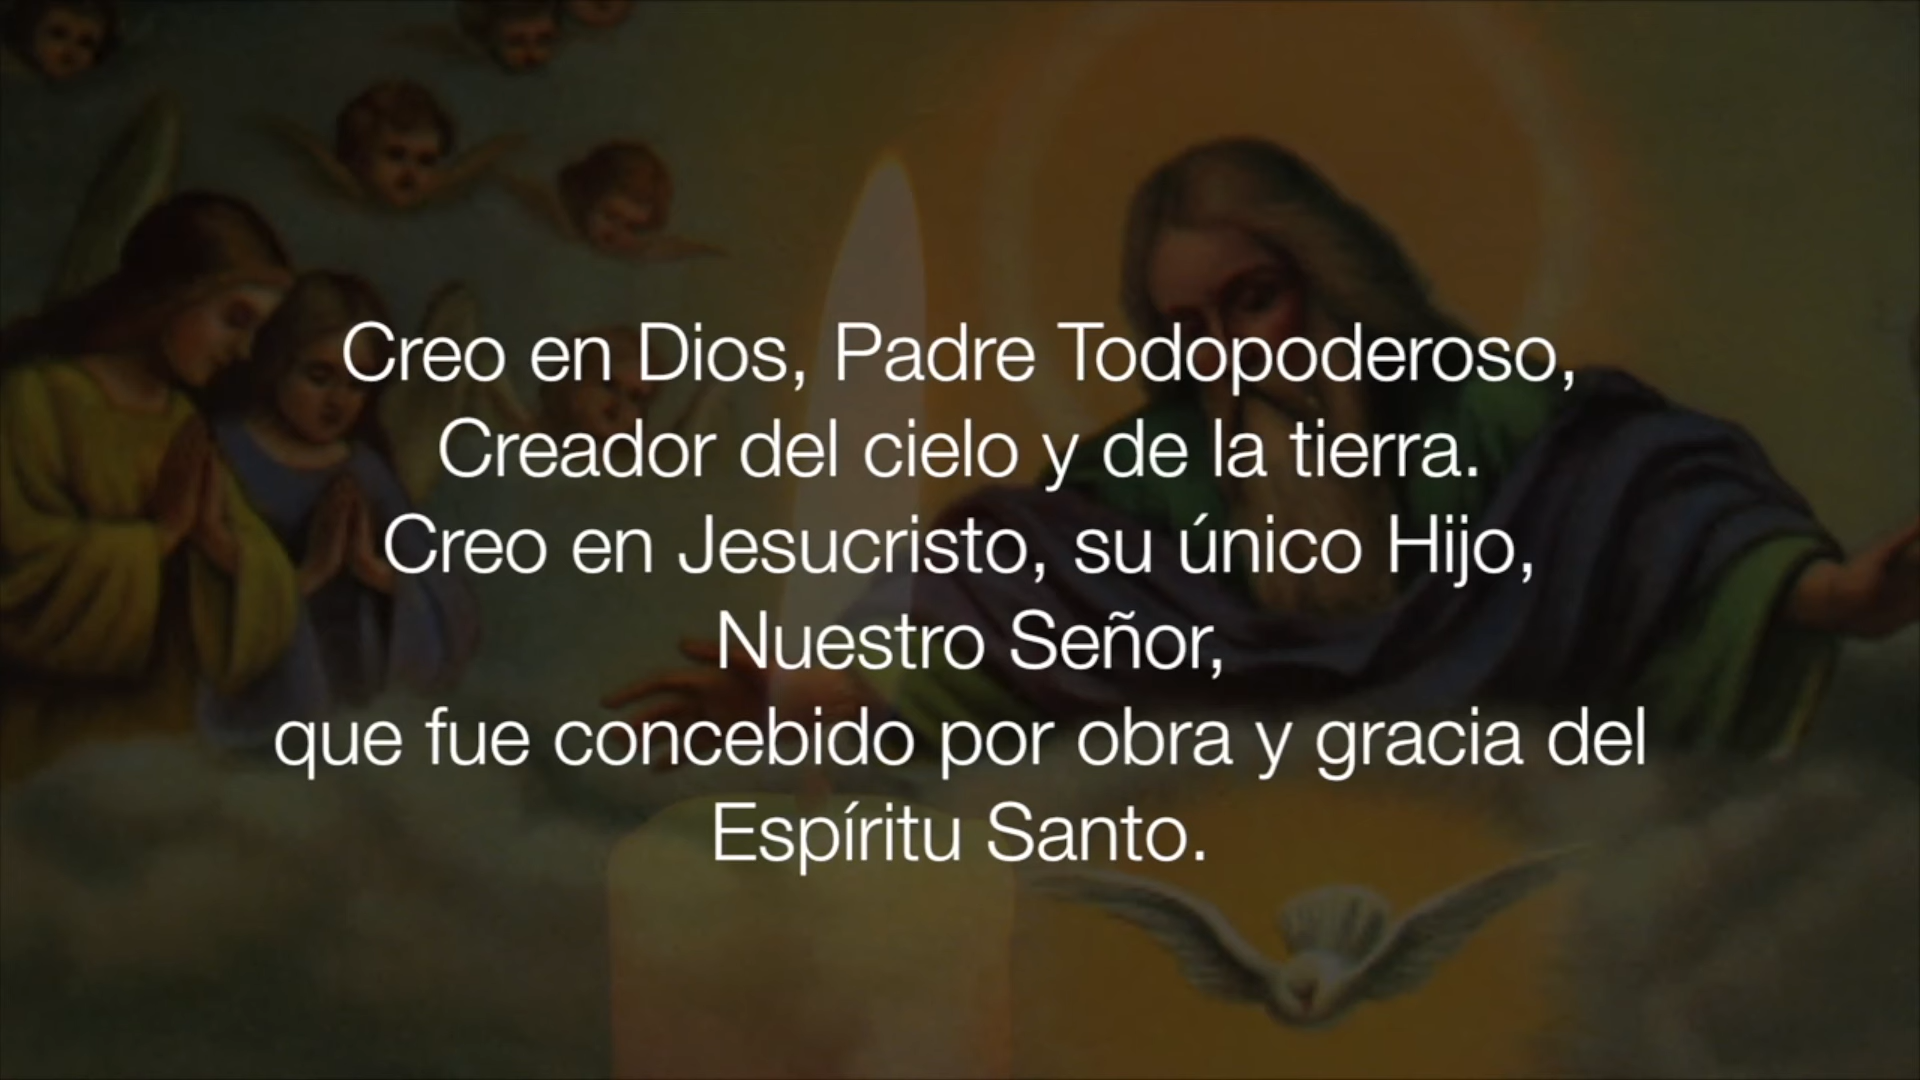 Creo en Dios, Padre Todopoderoso,
Creador del cielo y de la tierra.
Creo en Jesucristo, su único Hijo,
Nuestro Señor,
que fue concebido por obra y gracia del
Espíritu Santo.